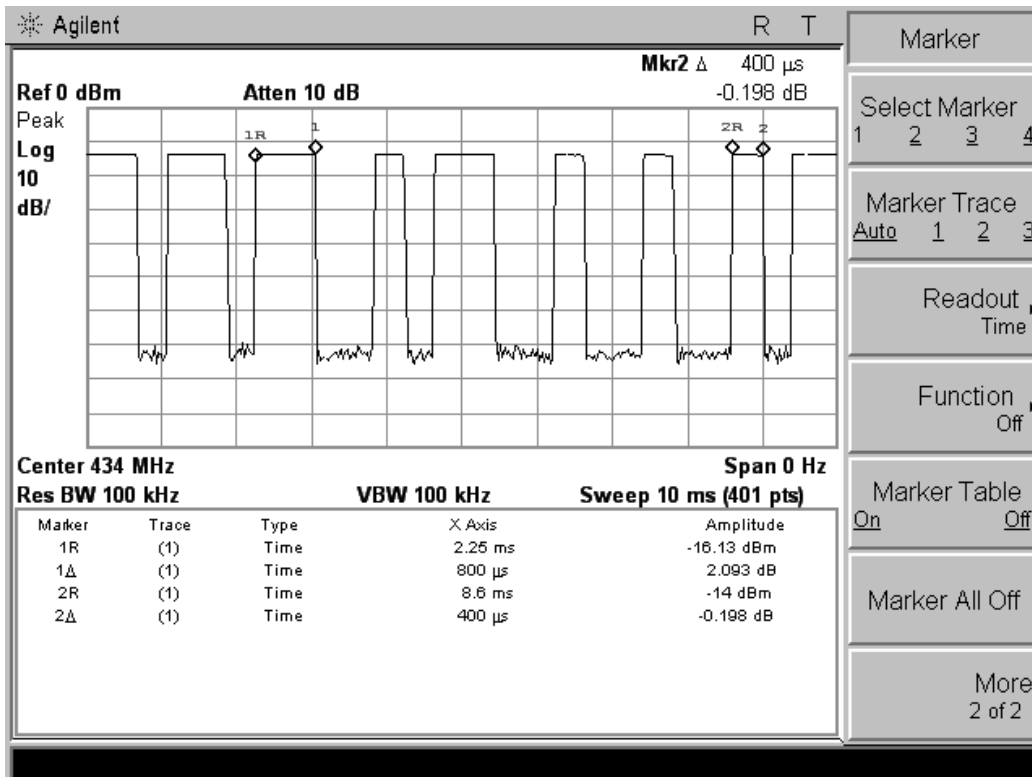 Agilent
R T
Mkr2 Δ 400 μs
Ref 0 dBm Atten 10 dB -0.198 dB
Peak
Log
10
dB/
1R 1 2R 2
Center 434 MHz Span 0 Hz
Res BW 100 kHz VBW 100 kHz Sweep 10 ms (401 pts)
Marker Trace Type X Axis Amplitude
1R (1) Time 2.25 ms -16.13 dBm
1Δ (1) Time 800 μs 2.093 dB
2R (1) Time 8.6 ms -14 dBm
2Δ (1) Time 400 μs -0.198 dB
Marker
Select Marker
1 2 3 4
Marker Trace
Auto 1 2 3
Readout
Time
Function
Off
Marker Table
On Off
Marker All Off
More
2 of 2